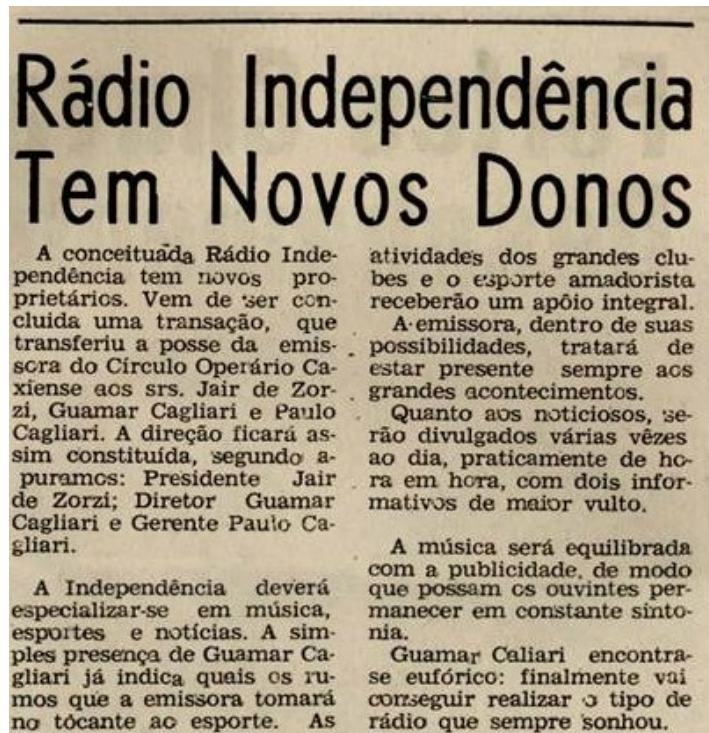 Rádio Independência
Tem Novos Donos
A conceituada Rádio Inde-
pendência tem novos pro-
prietários. Vem de ser con-
cluida uma transação, que
transferiu a posse da emis-
sora do Círculo Operário Ca-
xiense aos srs. Jair de Zor-
zi, Guamar Cagliari e Paulo
Cagliari. A direção ficará as-
sim constituída, segundo a-
puramos: Presidente Jair
de Zorzi; Diretor Guamar
Cagliari e Gerente Paulo Ca-
gliari.
A Independência deverá
especializar-se em música,
esportes e notícias. A sim-
ples presença de Guamar Ca-
gliari já indica quais os ru-
mos que a emissora tomará
no tócante ao esporte. As
atividades dos grandes clu-
bes e o esporte amadorista
receberão um apôio integral.
A emissora, dentro de suas
possibilidades, tratará de
estar presente sempre aos
grandes acontecimentos.
Quanto aos noticiosos, se-
rão divulgados várias vêzes
ao dia, praticamente de ho-
ra em hora, com dois infor-
mativos de maior vulto.
A música será equilibrada
com a publicidade, de modo
que possam os ouvintes per-
manecer em constante sinto-
nia.
Guamar Caliari encontra-
se eufórico: finalmente vai
conseguir realizar o tipo de
rádio que sempre sonhou.